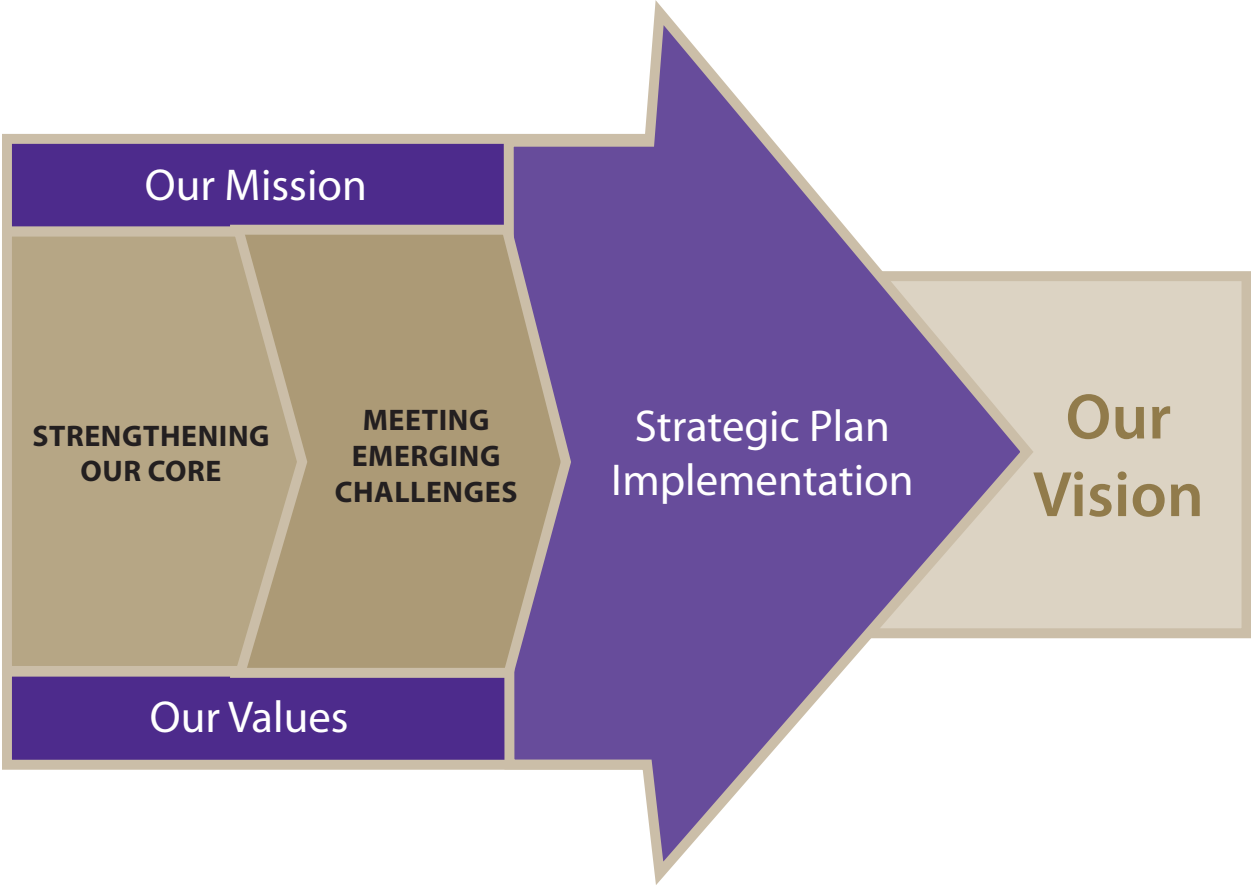 Our Mission
STRENGTHENING
OUR CORE
MEETING
EMERGING
CHALLENGES
Strategic Plan
Implementation
Our
Vision
Our Values